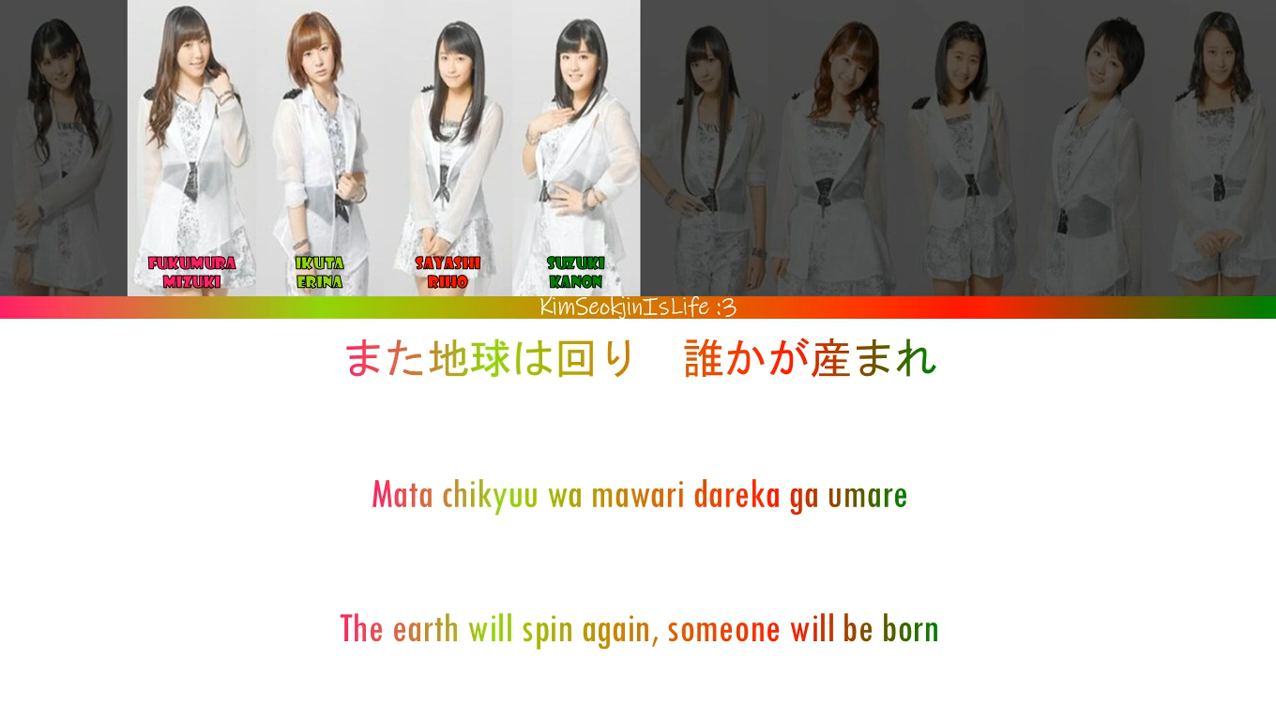 FUKUMURA
MIZUKI
IKUTA
ERINA
SAYASHI
RIHO
SUZUKI
KANON
KimSeokjinIsLife :3
また地球は回り　誰かが産まれ
Mata chikyuu wa mawari dareka ga umare
The earth will spin again, someone will be born